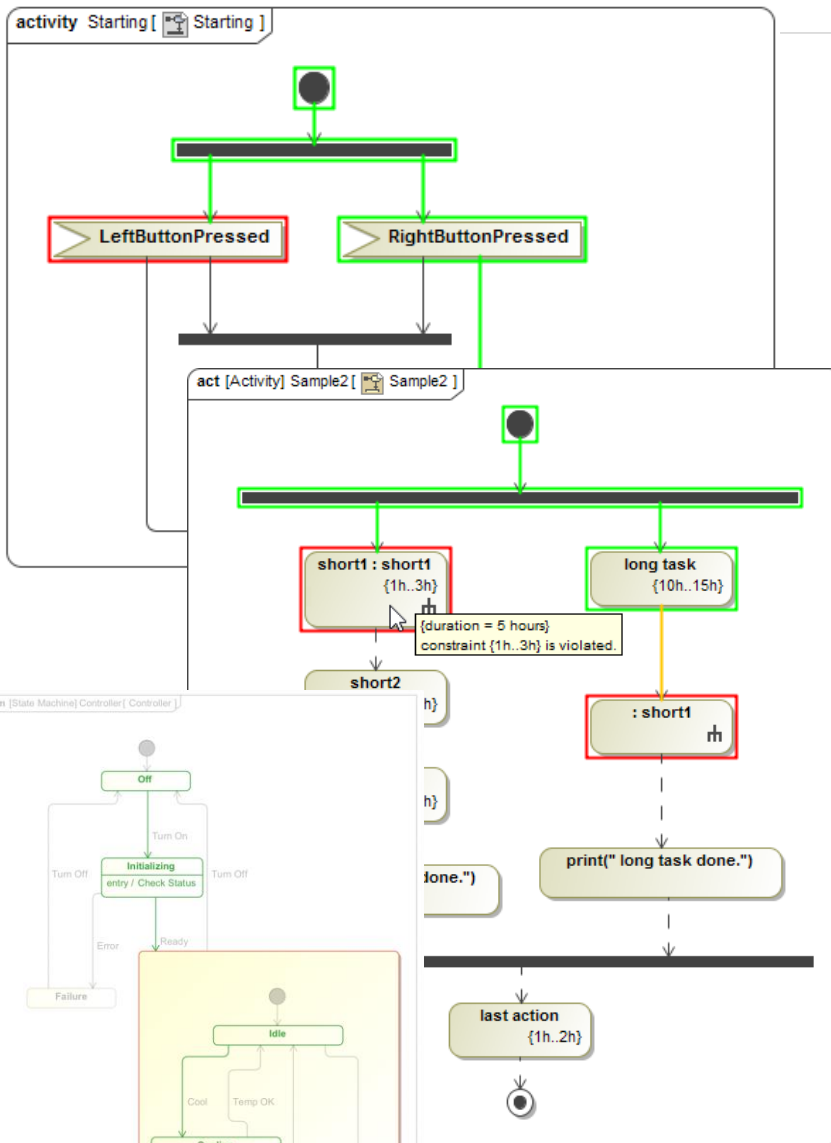 activity Starting [ Starting ]
LeftButtonPressed
RightButtonPressed
act [Activity] Sample2 [ Sample2 ]
short1 : short1
{1h..3h}
long task
{10h..15h}
{duration = 5 hours}
constraint {1h..3h} is violated.
short2
h}
: short1
h}
print(" long task done.")
done.")
last action
{1h..2h}
[State Machine] Controller [ Controller ]
Off
Turn On
Initializing
entry / Check Status
Turn Off
Turn Off
Error
Ready
Failure
Idle
Cool
Temp OK